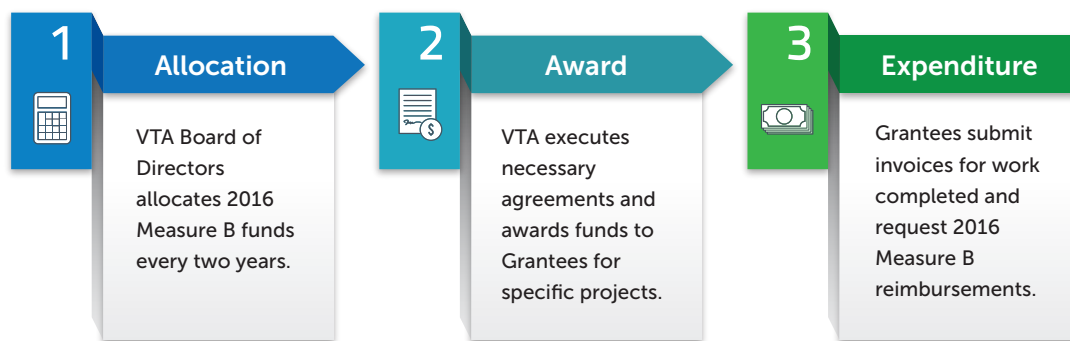 1
Allocation
VTA Board of
Directors
allocates 2016
Measure B funds
every two years.
2
Award
$
VTA executes
necessary
agreements and
awards funds to
Grantees for
specific projects.
3
Expenditure
Grantees submit
invoices for work
completed and
request 2016
Measure B
reimbursements.